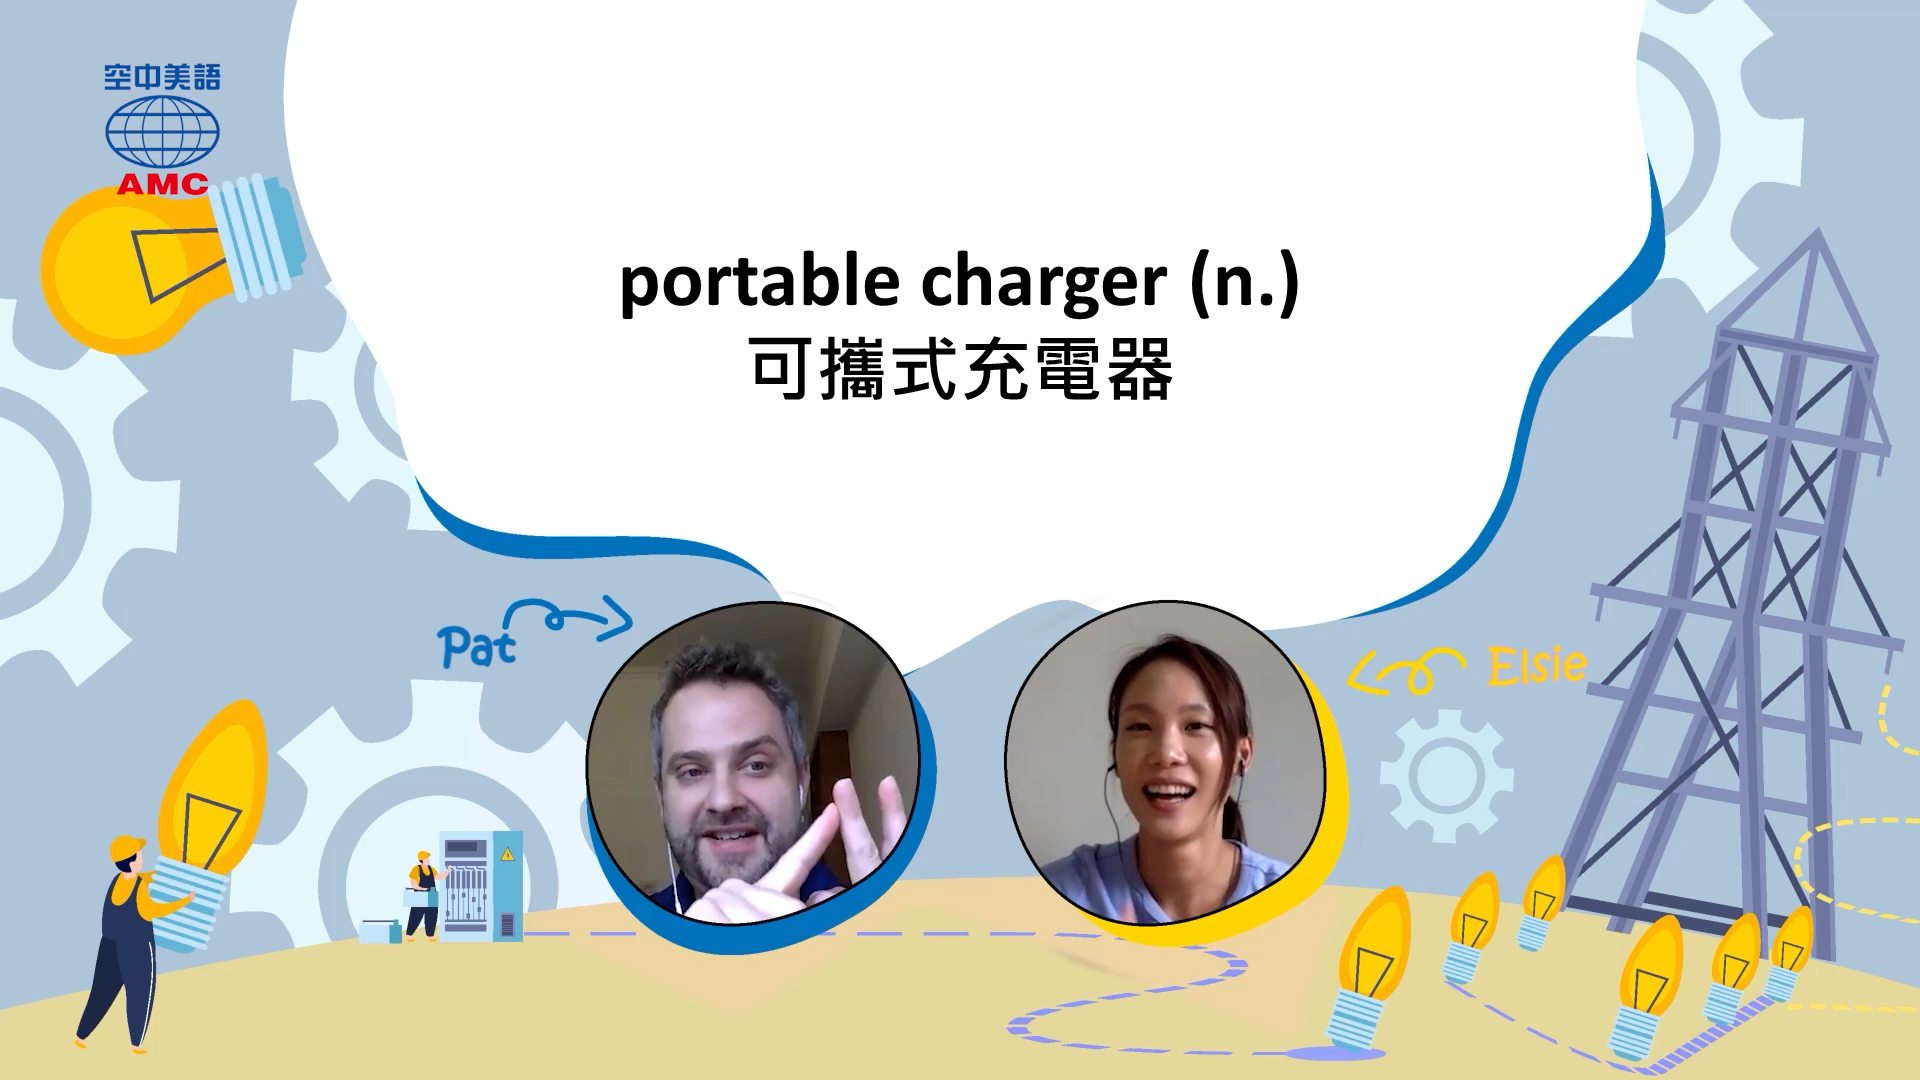 空中美語
AMC
portable charger (n.)
可攜式充電器
Pat
Elsie